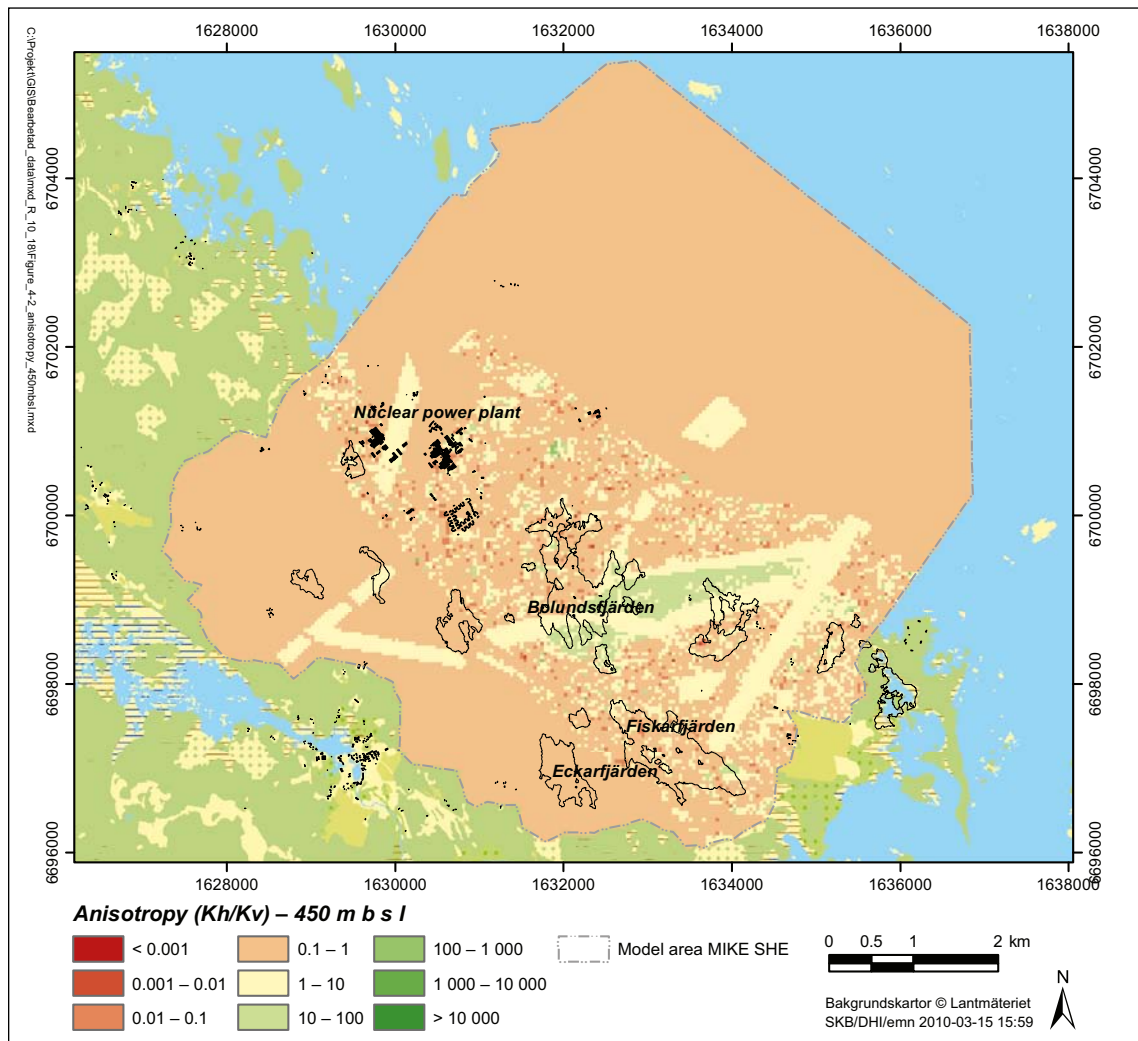 1628000 1630000 1632000 1634000 1636000 1638000
C:\Projekt\GIS\Bearbetad_data\mxd_R_10_18\Figure_4-2_anisotropy_450mbsl.mxd
6704000 6704000
6702000 6702000
Nuclear power plant
6700000 6700000
Bolundsfjärden
6698000 6698000
Fiskarfjärden
Eckarfjärden
6696000 6696000
1628000 1630000 1632000 1634000 1636000 1638000
Anisotropy (Kh/Kv) – 450 m b s l
< 0.001 0.1 – 1 100 – 1 000 Model area MIKE SHE 0 0.5 1 2 km
0.001 – 0.01 1 – 10 1 000 – 10 000
0.01 – 0.1 10 – 100 > 10 000
N
Bakgrundskartor © Lantmäteriet
SKB/DHI/emn 2010-03-15 15:59